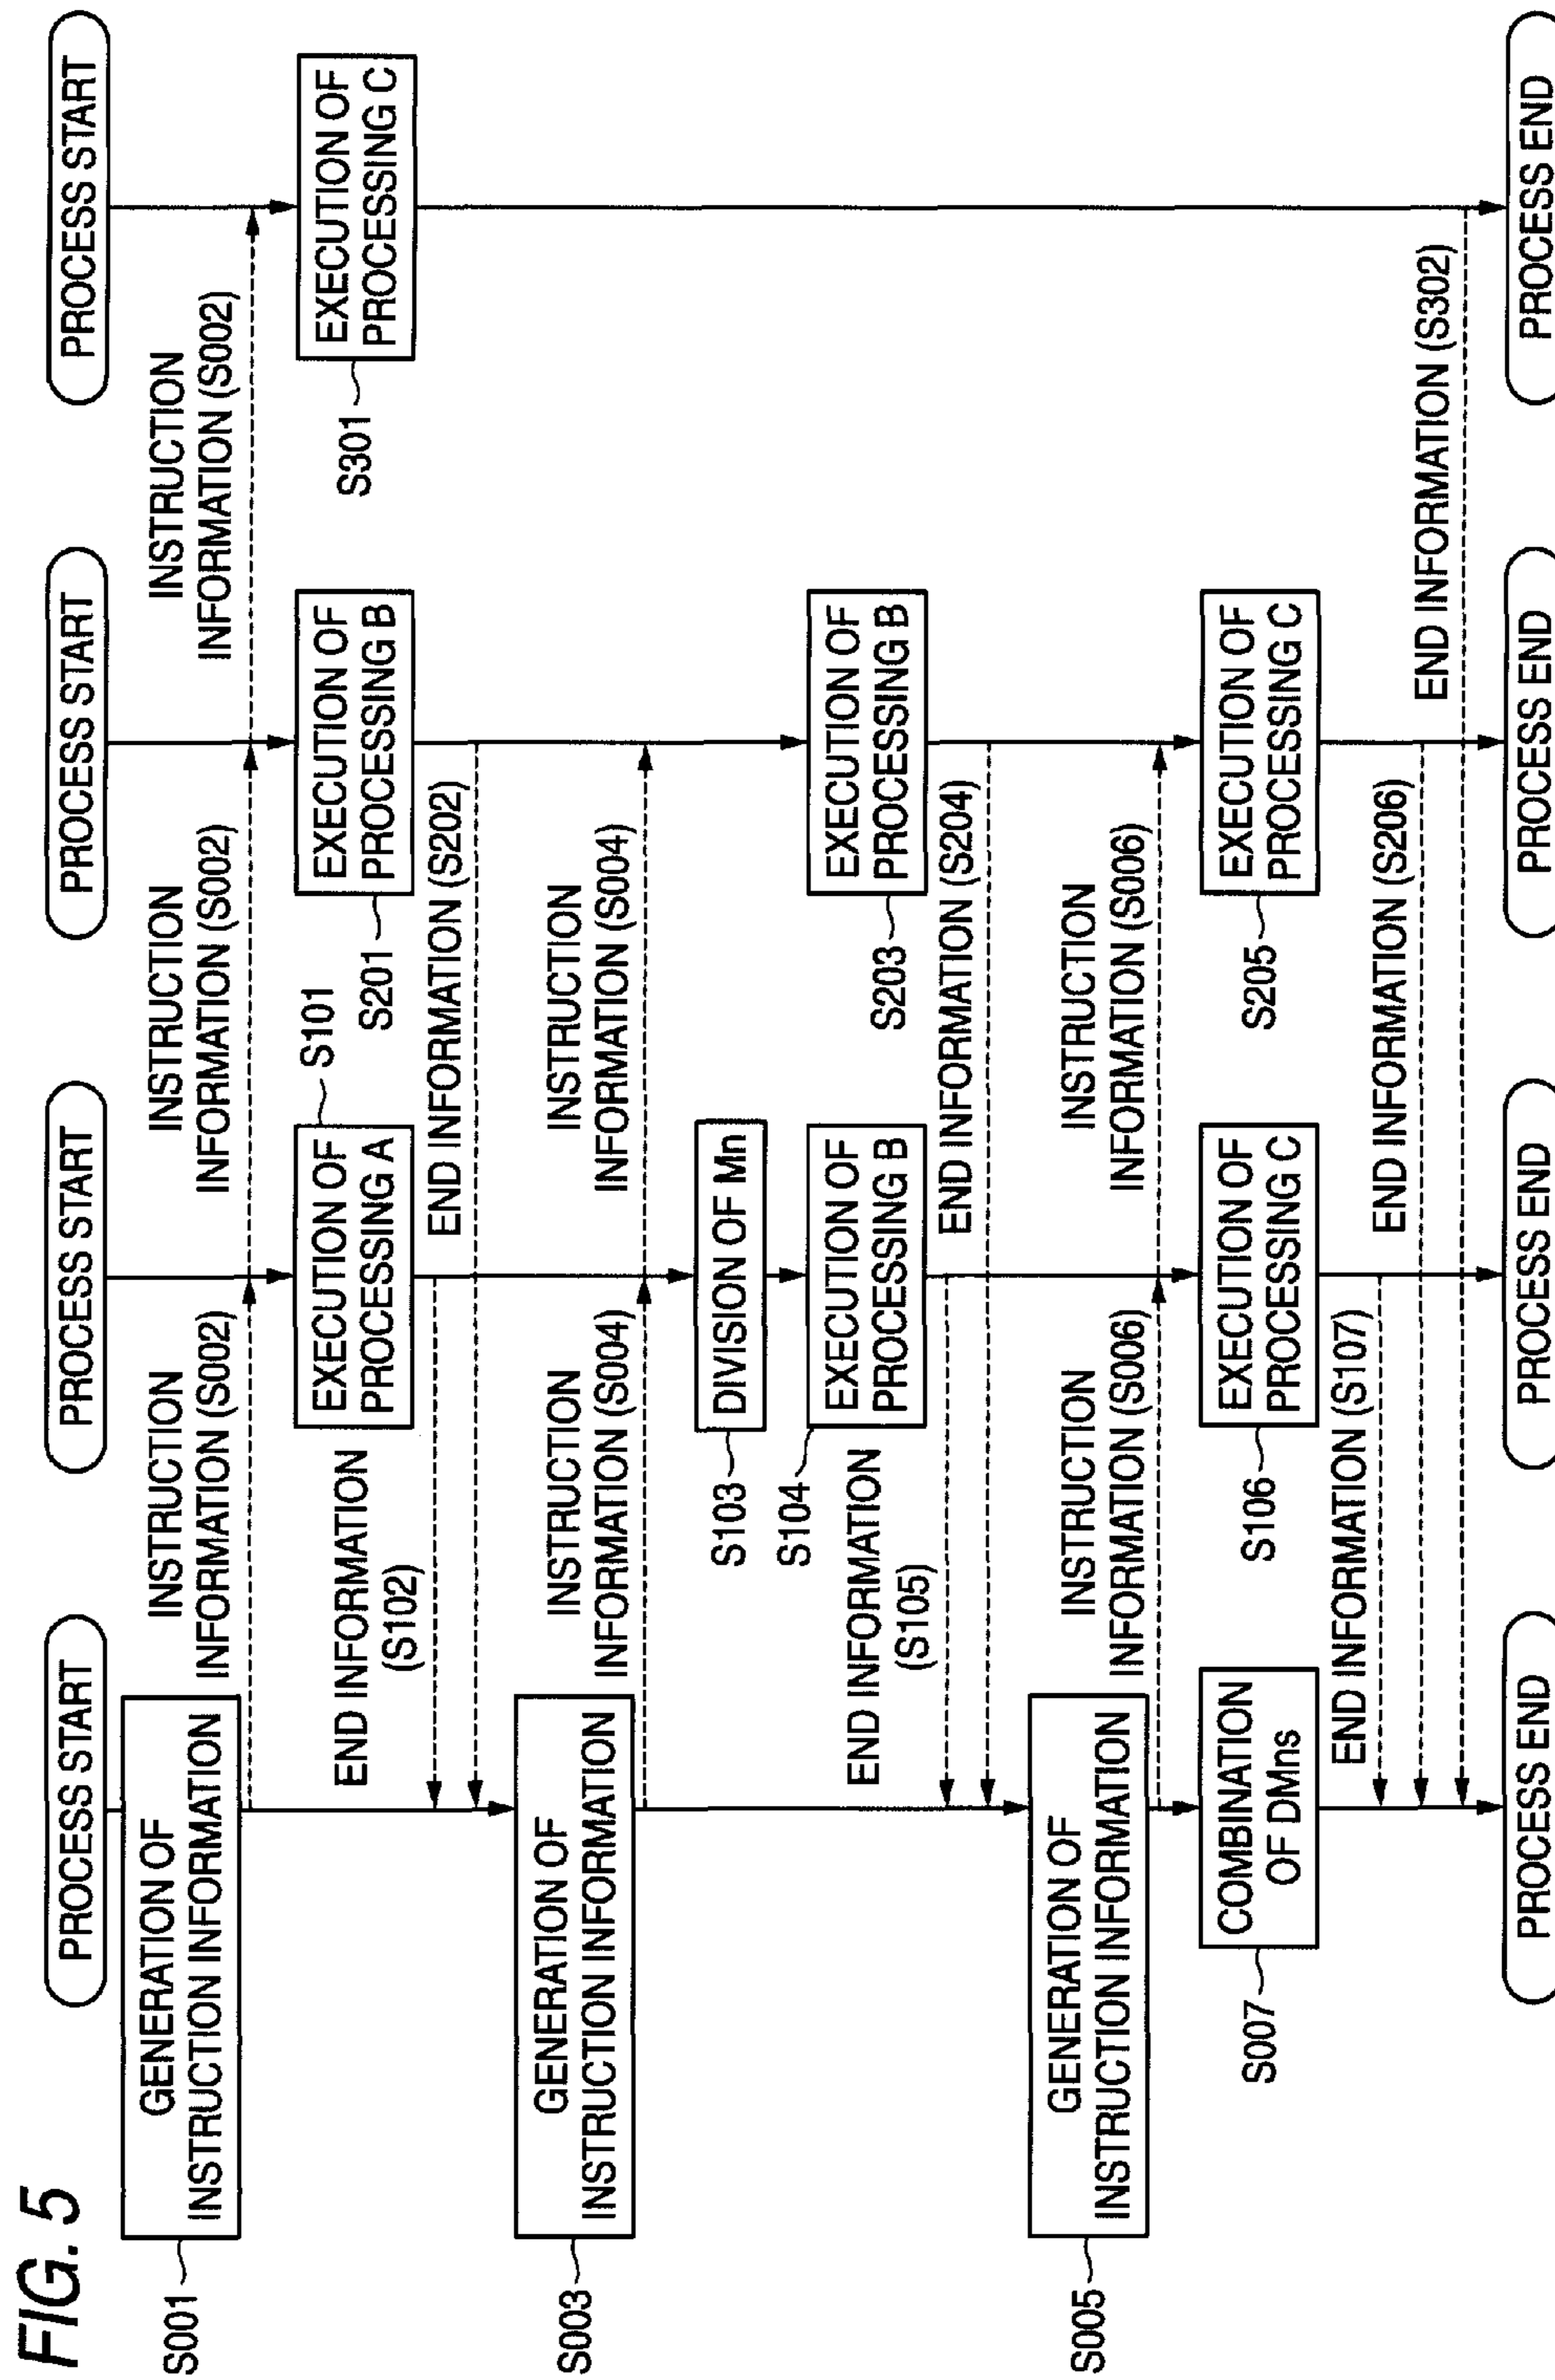 FIG. 5
PROCESS START
PROCESS START
PROCESS START
PROCESS START
S001
GENERATION OF
INSTRUCTION INFORMATION
INSTRUCTION
INFORMATION (S002)
INSTRUCTION
INFORMATION (S002)
INSTRUCTION
INFORMATION (S002)
EXECUTION OF
PROCESSING A
S101
EXECUTION OF
PROCESSING B
S201
EXECUTION OF
PROCESSING C
S301
END INFORMATION
(S102)
END INFORMATION (S202)
S003
GENERATION OF
INSTRUCTION INFORMATION
INSTRUCTION
INFORMATION (S004)
INSTRUCTION
INFORMATION (S004)
S103
DIVISION OF Mn
S104
EXECUTION OF
PROCESSING B
S203
EXECUTION OF
PROCESSING B
END INFORMATION
(S105)
END INFORMATION (S204)
S005
GENERATION OF
INSTRUCTION INFORMATION
INSTRUCTION
INFORMATION (S006)
INSTRUCTION
INFORMATION (S006)
S007
COMBINATION
OF DMns
S106
EXECUTION OF
PROCESSING C
S205
EXECUTION OF
PROCESSING C
END INFORMATION (S107)
END INFORMATION (S206)
END INFORMATION (S302)
PROCESS END
PROCESS END
PROCESS END
PROCESS END